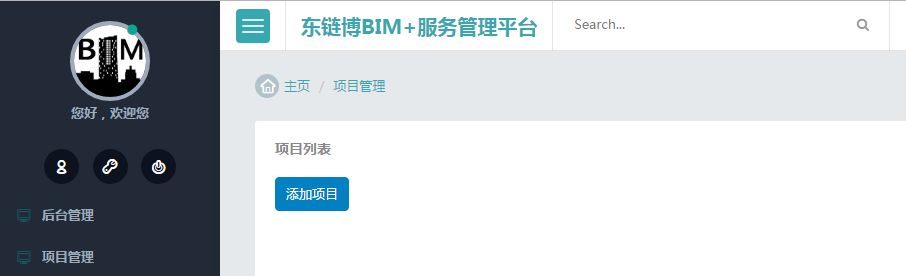 BIM
您好，欢迎您
后台管理
项目管理
东链博BIM+服务管理平台
Search...
主页 / 项目管理
项目列表
添加项目